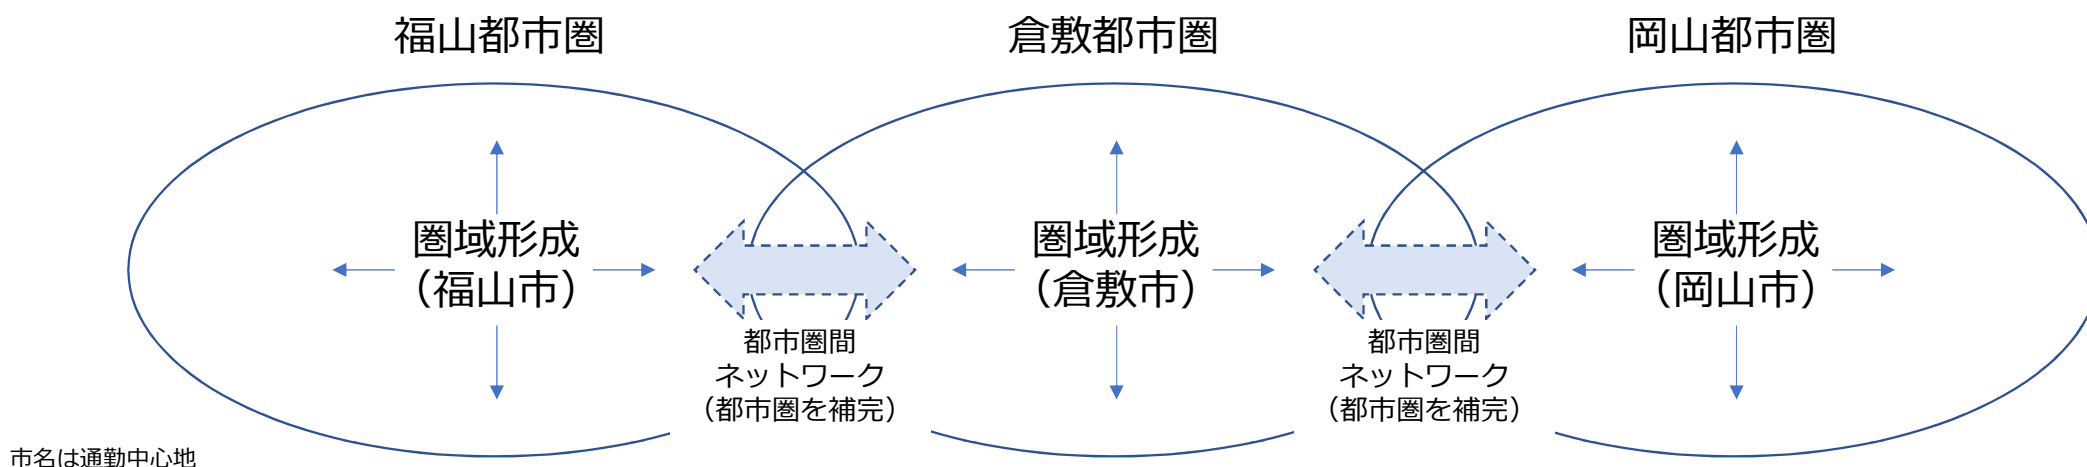 福山都市圏
倉敷都市圏
岡山都市圏
圏域形成
（福山市）
圏域形成
（倉敷市）
圏域形成
（岡山市）
都市圏間
ネットワーク
（都市圏を補完）
都市圏間
ネットワーク
（都市圏を補完）
市名は通勤中心地